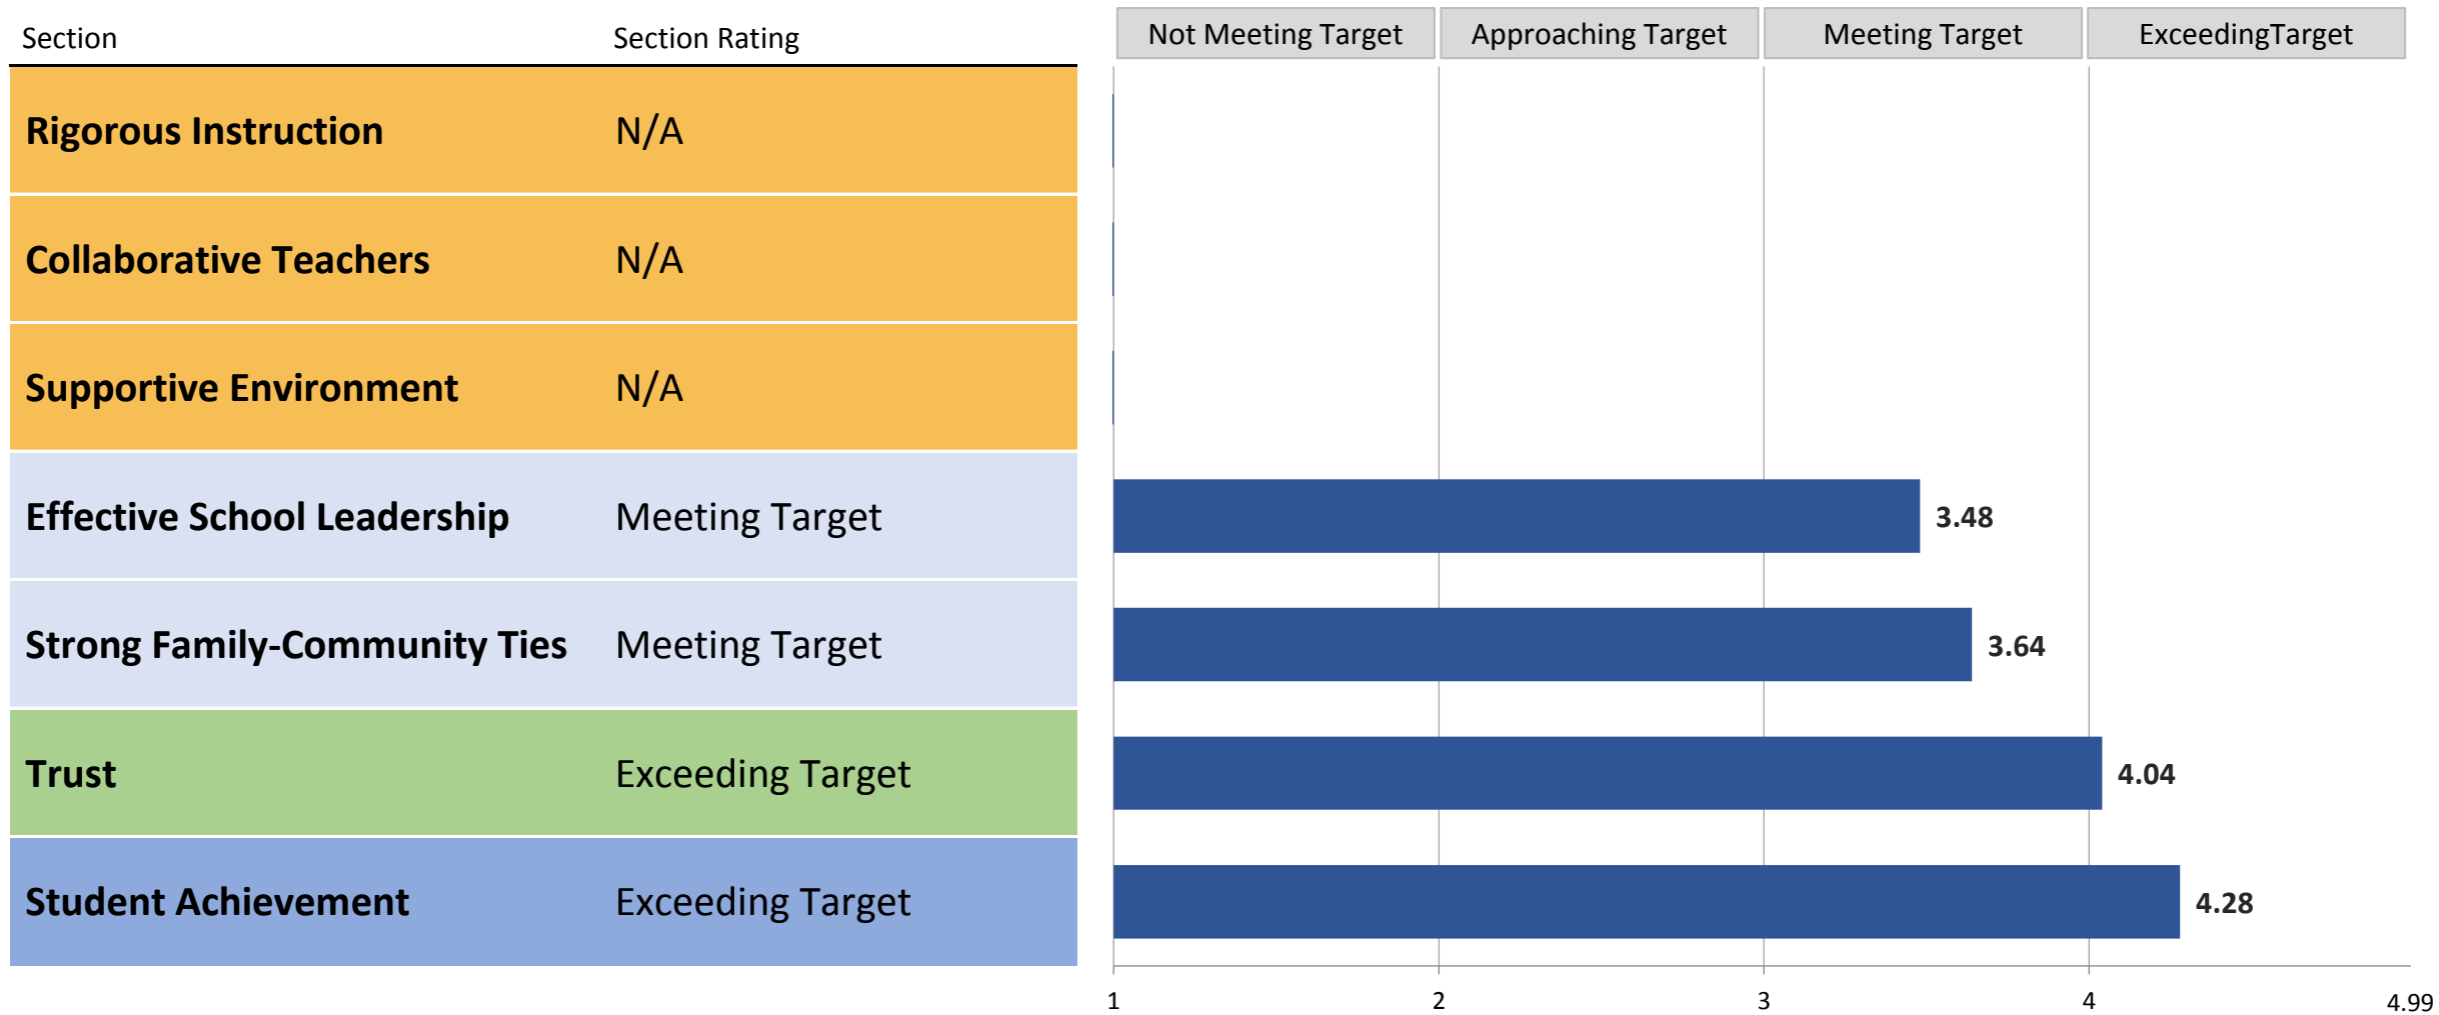 Section Section Rating Not Meeting Target Approaching Target Meeting Target ExceedingTarget
Rigorous Instruction N/A
Collaborative Teachers N/A
Supportive Environment N/A
Effective School Leadership Meeting Target 3.48
Strong Family-Community Ties Meeting Target 3.64
Trust Exceeding Target 4.04
Student Achievement Exceeding Target 4.28
1 2 3 4 4.99